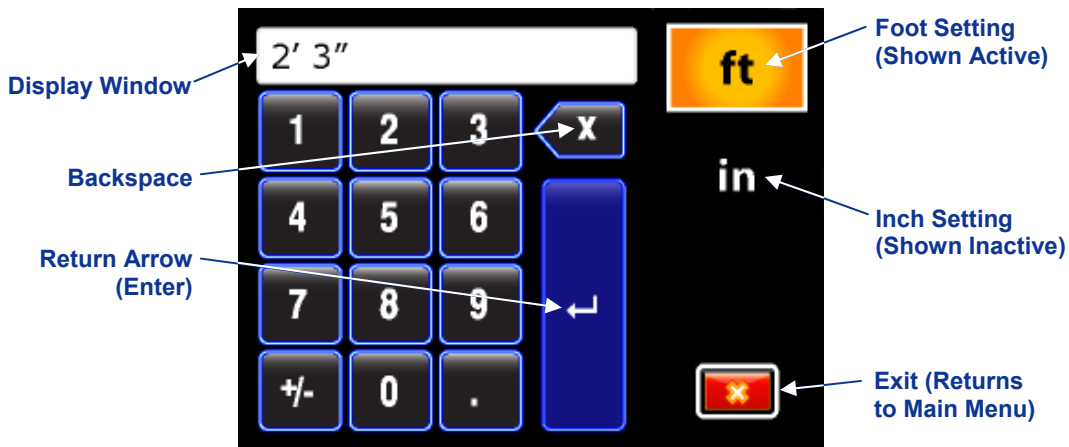 2′ 3″
ft
Foot Setting
(Shown Active)
Display Window
1 2 3 X
Backspace
in
4 5 6
Inch Setting
(Shown Inactive)
Return Arrow
(Enter)
7 8 9
+/- 0 .
Exit (Returns
to Main Menu)